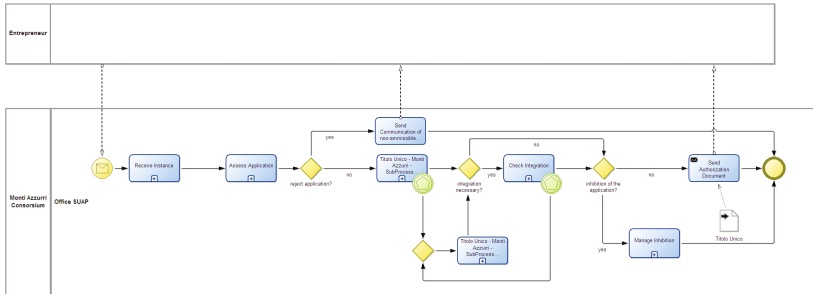 Entrepreneur
Monti Azzurri
Consorsium
Office SUAP
Receive Instance
Assess Application
reject application?
yes
no
Send
Communication of
non-ammissible...
Titolo Unico - Monti
Azzurri -
SubProcess...
integration
necessary?
yes
no
Check Integration
Titolo Unico - Monti
Azzurri -
SubProcess...
inhibition of the
application?
no
yes
Send
Authorization
Document
Titolo Unico
Manage Inhibition